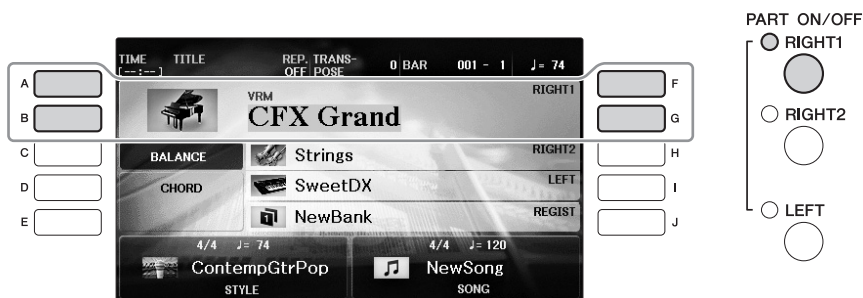 PART ON/OFF
RIGHT1
RIGHT2
LEFT
TIME TITLE REP. TRANS- 0 BAR 001 - 1 ♩= 74
[--:--] OFF POSE
A
B
C
D
E
F
G
H
I
J
VRM
CFX Grand
RIGHT1
BALANCE
Strings
RIGHT2
CHORD
SweetDX
LEFT
NewBank
REGIST
4/4 ♩= 74
ContempGtrPop
STYLE
4/4 ♩= 120
NewSong
SONG